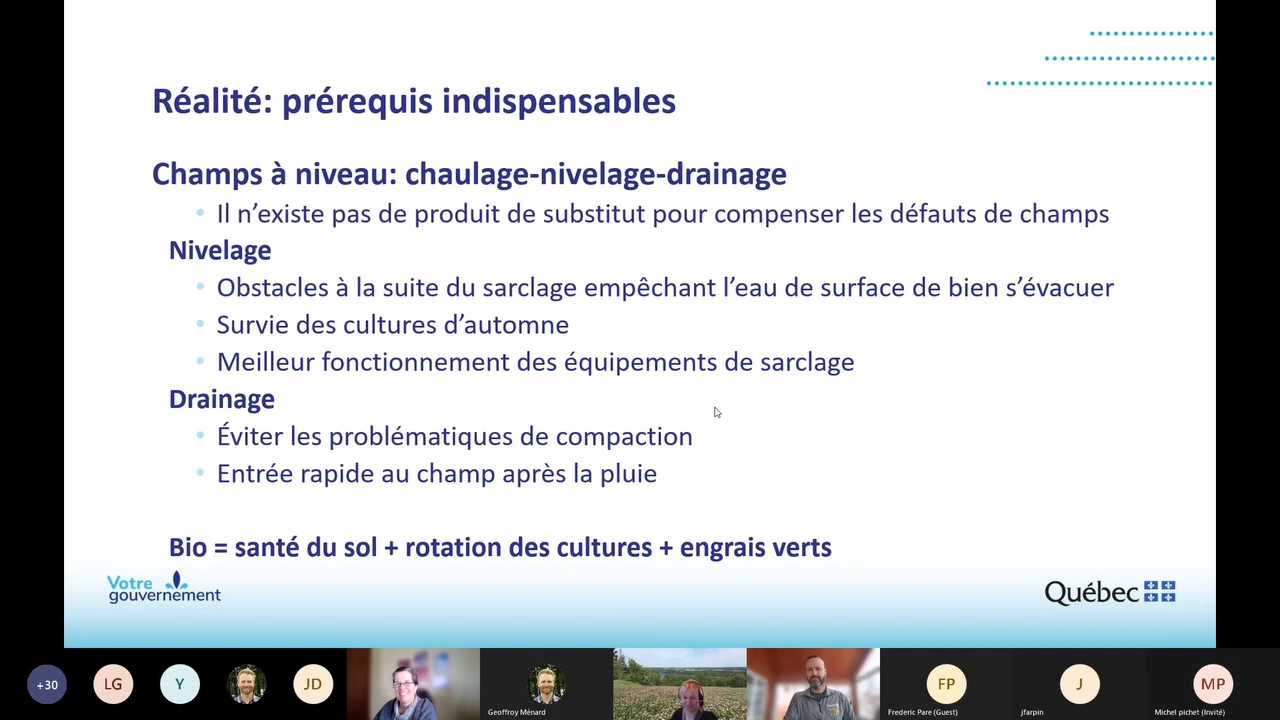 Réalité: prérequis indispensables
Champs à niveau: chaulage-nivelage-drainage
• Il n’existe pas de produit de substitut pour compenser les défauts de champs
Nivelage
• Obstacles à la suite du sarclage empêchant l’eau de surface de bien s’évacuer
• Survie des cultures d’automne
• Meilleur fonctionnement des équipements de sarclage
Drainage
• Éviter les problématiques de compaction
• Entrée rapide au champ après la pluie
Bio = santé du sol + rotation des cultures + engrais verts
Votre
gouvernement
Québec
+30
LG
Y
JD
Geoffroy Ménard
FP
Frederic Pare (Guest)
J
jfarpin
MP
Michel pichet (Invité)